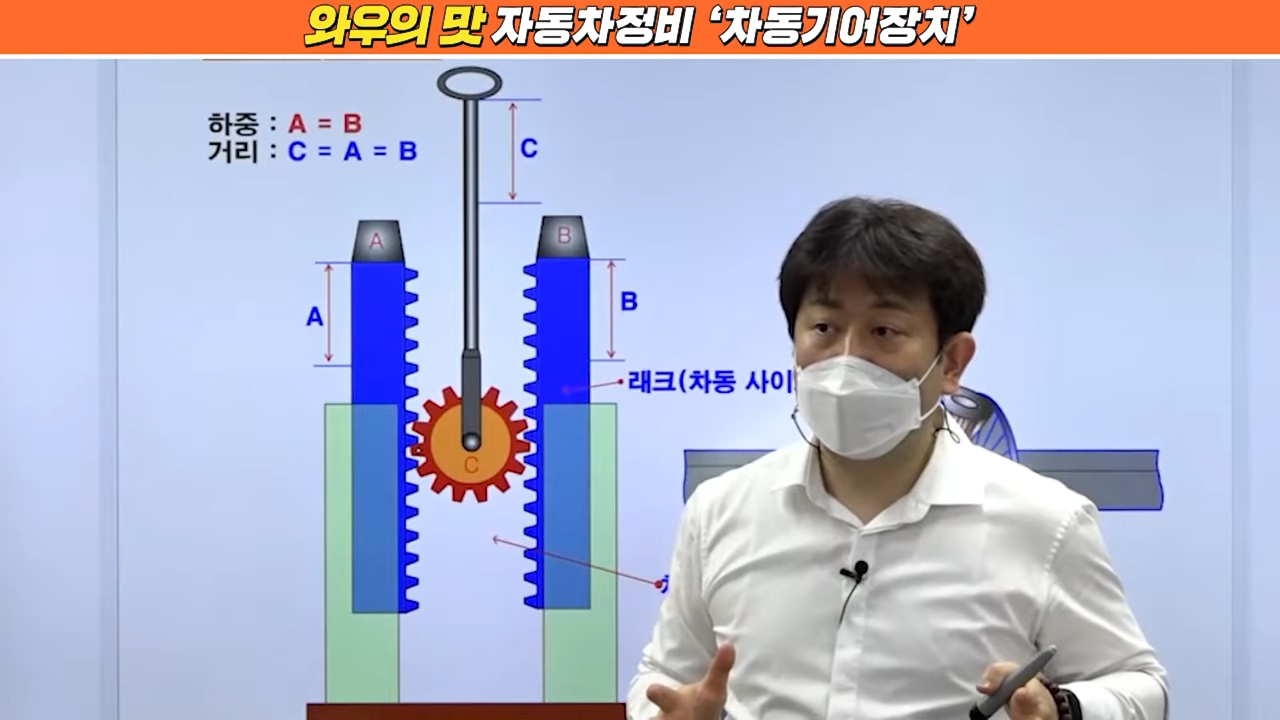 와우의 맛 자동차정비 ‘차동기어장치’
하중 : A = B
거리 : C = A = B
C
A
B
A
B
래크(차동 사이
C